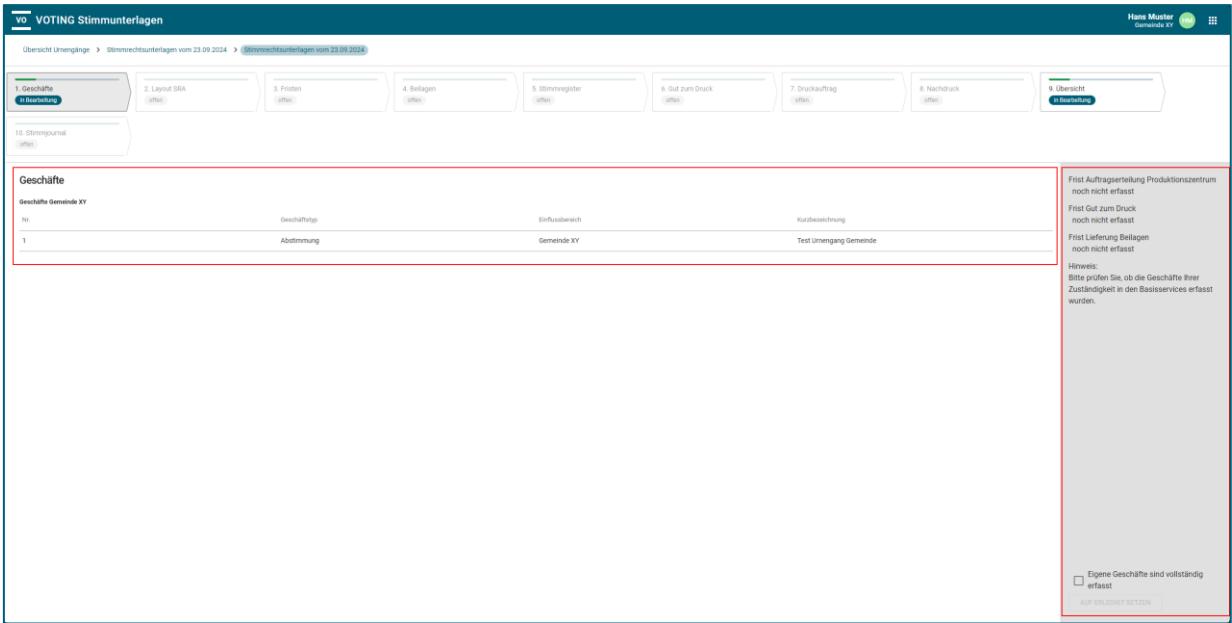 vo VOTING Stimmunterlagen
Hans Muster
Gemeinde XY
HM
Übersicht Urnengänge > Stimmrechtsunterlagen vom 23.09.2024 > Stimmrechtsunterlagen vom 23.09.2024
1. Geschäfte
in Bearbeitung
2. Layout SRA
offen
3. Fristen
offen
4. Beilagen
offen
5. Stimmregister
offen
6. Gut zum Druck
offen
7. Druckauftrag
offen
8. Nachdruck
offen
9. Übersicht
in Bearbeitung
10. Stimmjournal
offen
Geschäfte
Geschäfte Gemeinde XY
Nr. Geschäftstyp Einflussbereich Kurzbezeichnung
1 Abstimmung Gemeinde XY Test Urnengang Gemeinde
Frist Auftragserteilung Produktionszentrum
noch nicht erfasst
Frist Gut zum Druck
noch nicht erfasst
Frist Lieferung Beilagen
noch nicht erfasst
Hinweis:
Bitte prüfen Sie, ob die Geschäfte Ihrer
Zuständigkeit in den Basisservices erfasst
wurden.
Eigene Geschäfte sind vollständig
erfasst
AUF ERLEDIGT SETZEN